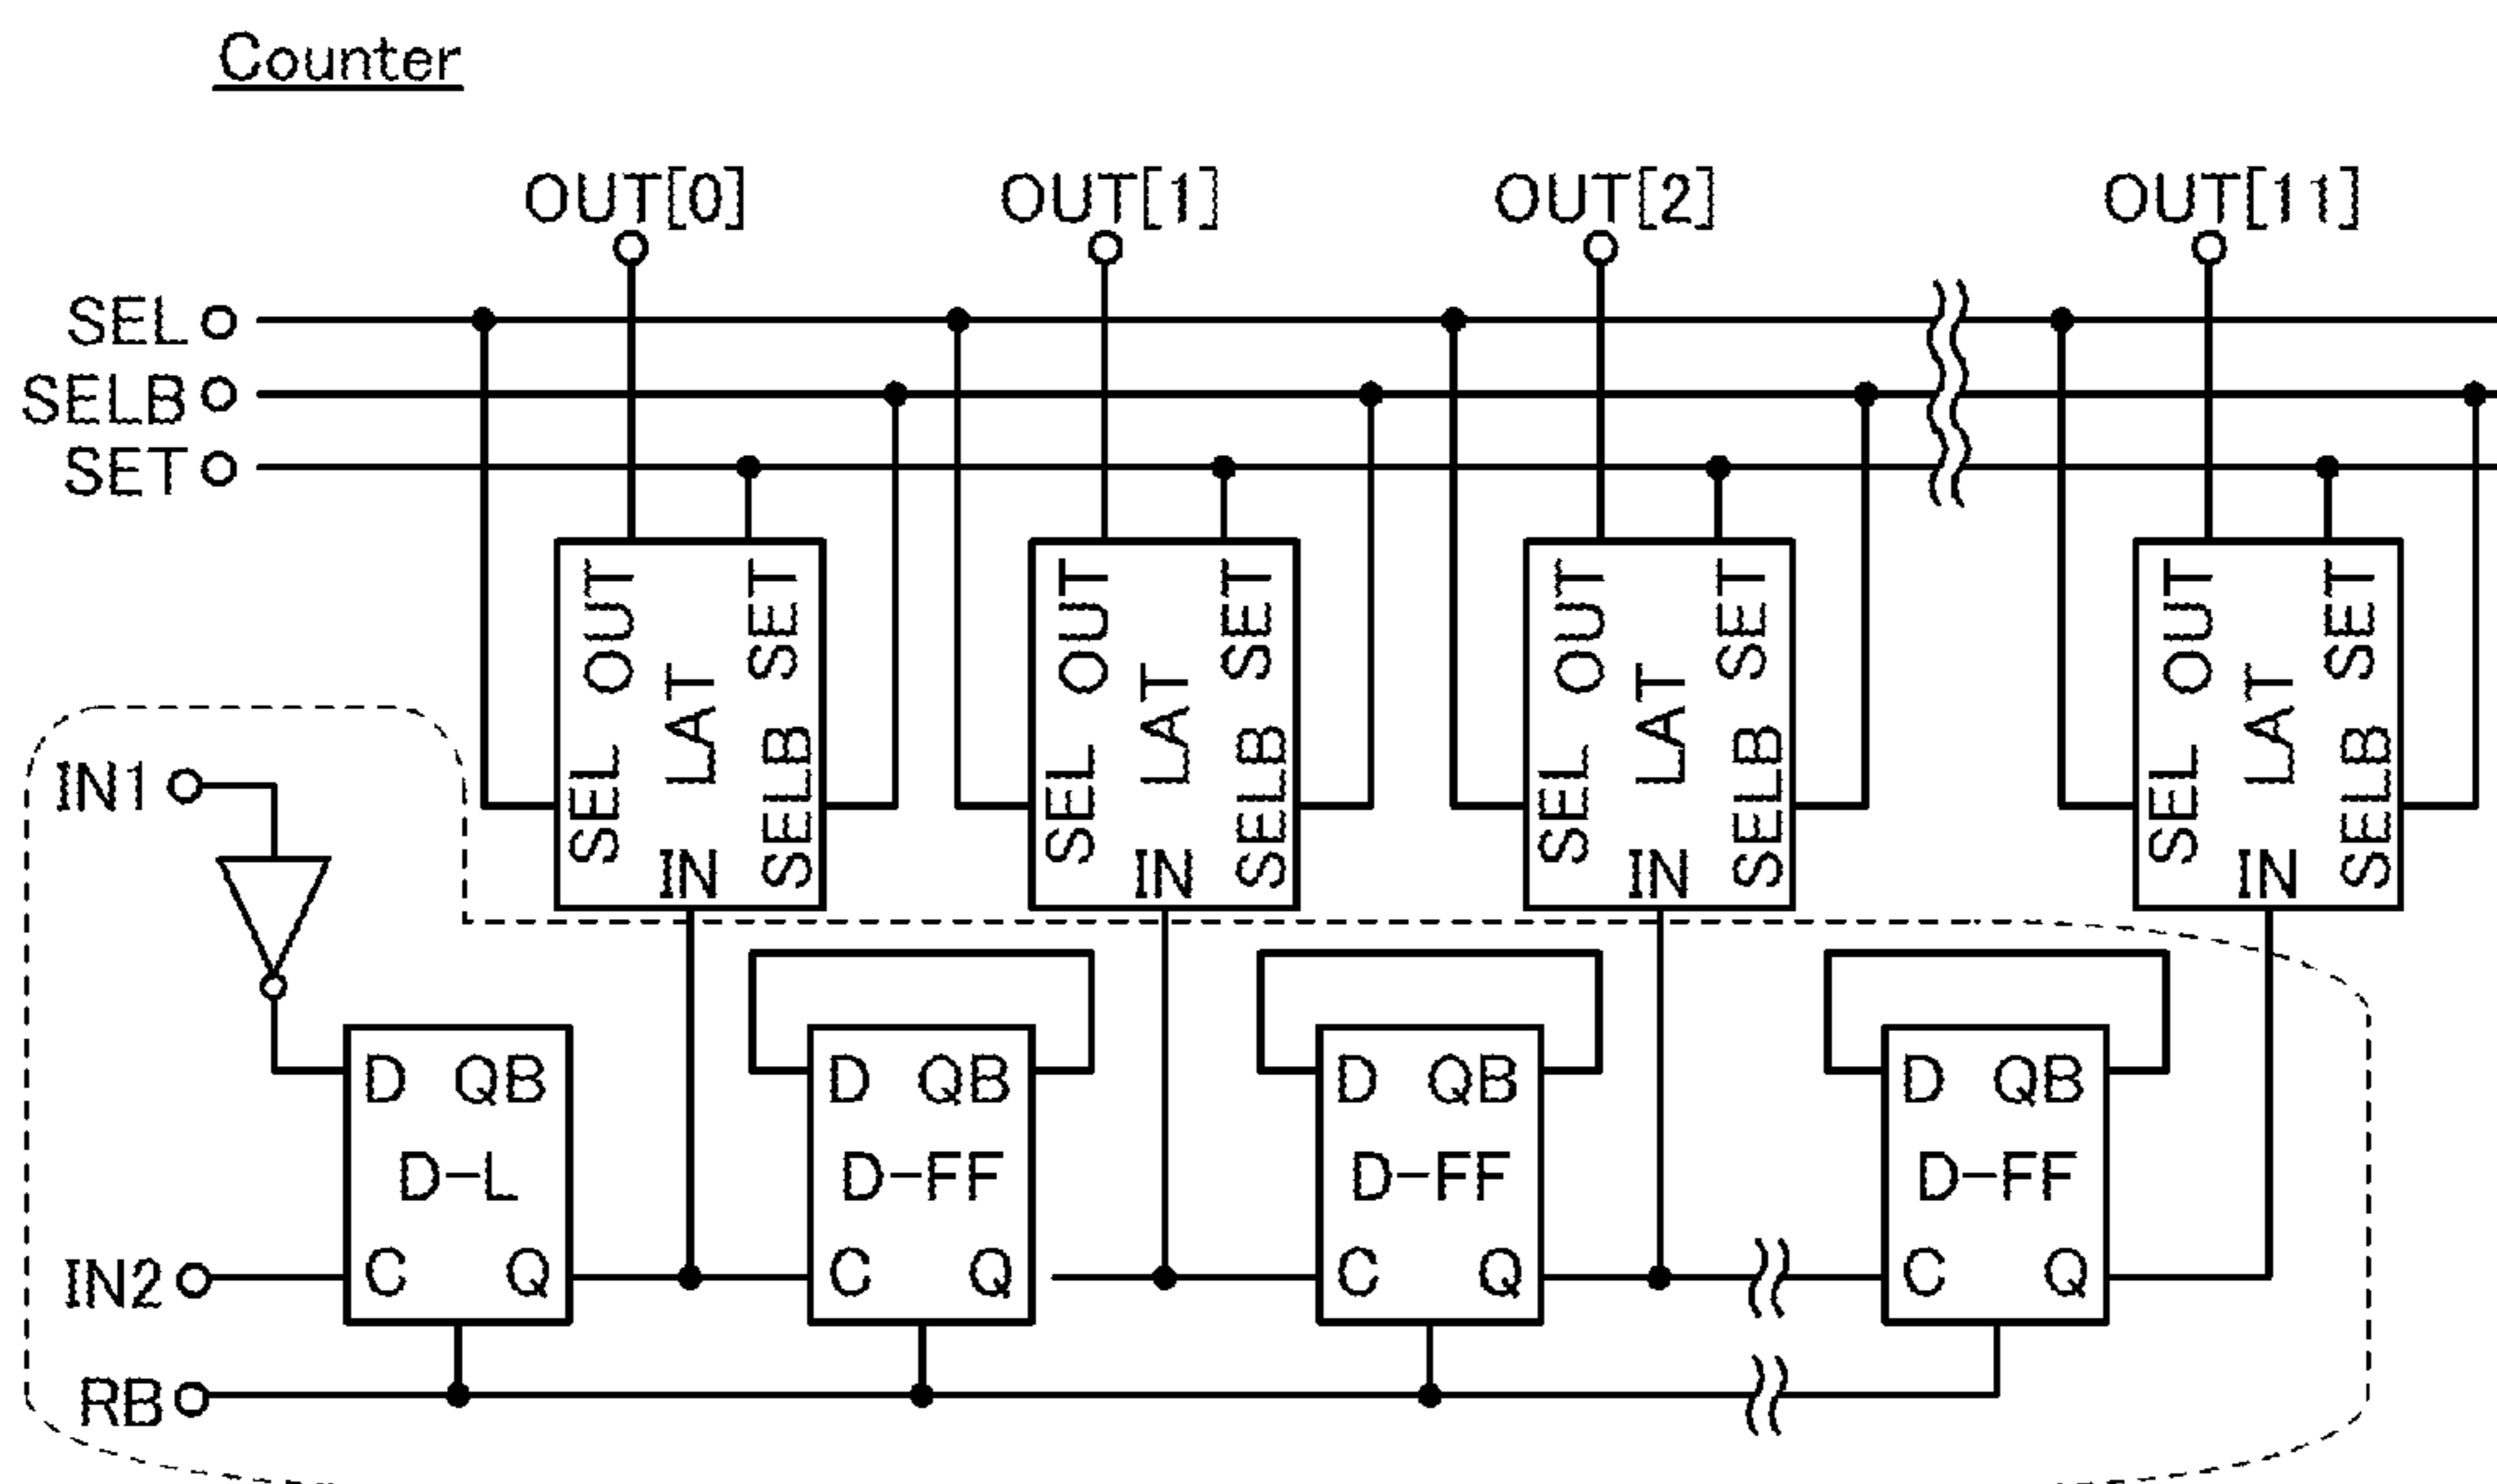 Counter
OUT[0] OUT[1] OUT[2] OUT[11]
SEL
SELB
SET
OUT SET OUT SET OUT SET OUT SET
LAT LAT LAT LAT
SEL SELB SEL SELB SEL SELB SEL SELB
IN1
IN IN IN IN
D QB D QB D QB D QB
D-L D-FF D-FF D-FF
IN2 C Q C Q C Q C Q
RB